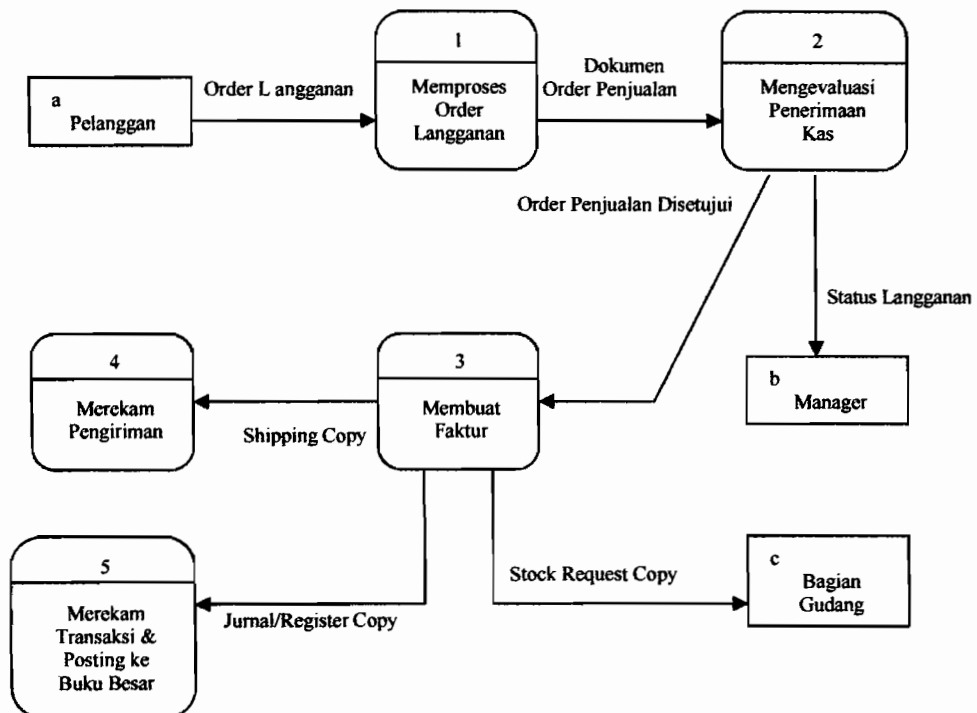 a
Pelanggan
Order L angganan
1
Memproses
Order
Langganan
Dokumen
Order Penjualan
2
Mengevaluasi
Penerimaan
Kas
Order Penjualan Disetujui
Status Langganan
b
Manager
3
Membuat
Faktur
Shipping Copy
4
Merekam
Pengiriman
Jurnal/Register Copy
5
Merekam
Transaksi &
Posting ke
Buku Besar
Stock Request Copy
c
Bagian
Gudang